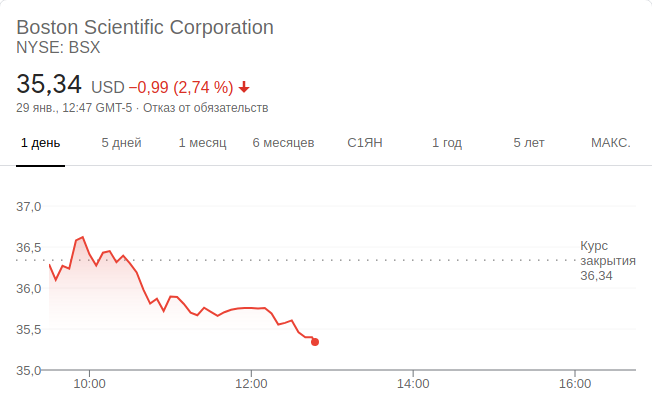 Boston Scientific Corporation
NYSE: BSX
35,34 USD −0,99 (2,74 %)
29 янв., 12:47 GMT-5 · Отказ от обязательств
1 день 5 дней 1 месяц 6 месяцев С1ЯН 1 год 5 лет МАКС.
37,0
36,5
36,0
35,5
35,0
Курс
закрытия
36,34
10:00 12:00 14:00 16:00